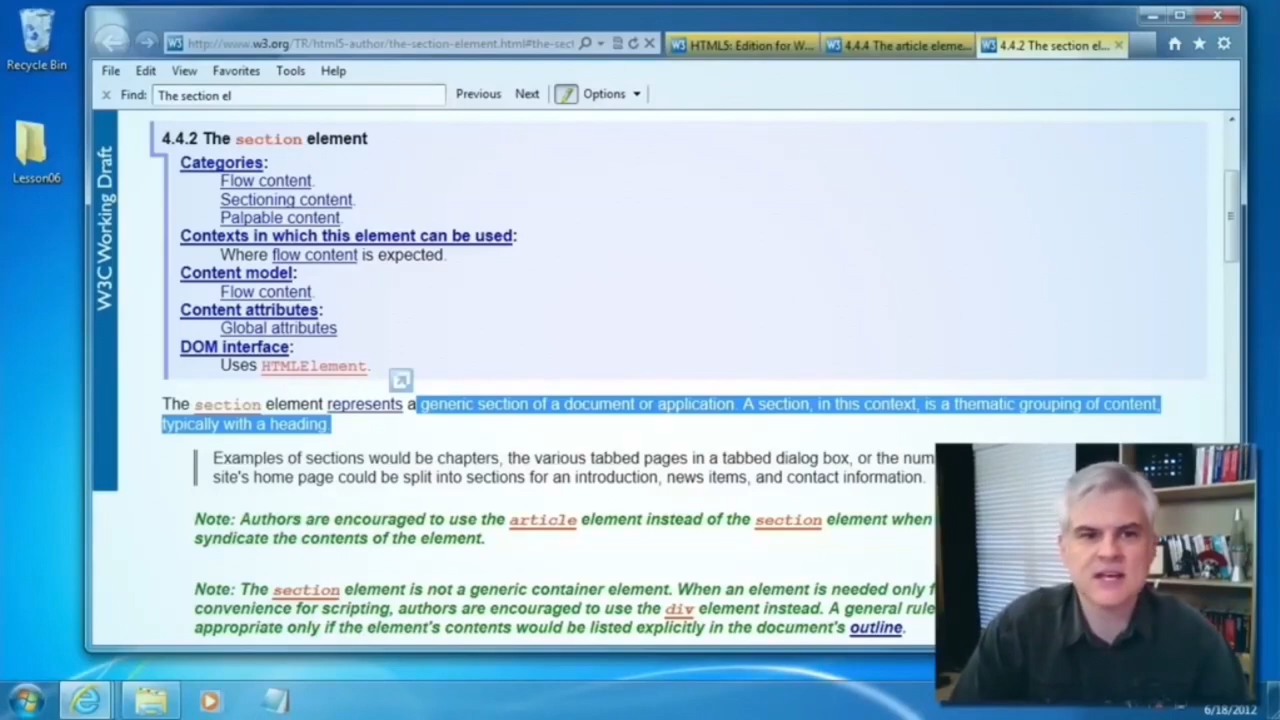 Recycle Bin
Lesson06
http://www.w3.org/TR/html5-author/the-section-element.html#the-sect
HTML5: Edition for W...
4.4.4 The article eleme...
4.4.2 The section el...
File Edit View Favorites Tools Help
Find: The section el Previous Next Options
W3C Working Draft
4.4.2 The section element
Categories:
Flow content.
Sectioning content.
Palpable content.
Contexts in which this element can be used:
Where flow content is expected.
Content model:
Flow content.
Content attributes:
Global attributes
DOM interface:
Uses HTMLElement.
The section element represents a generic section of a document or application. A section, in this context, is a thematic grouping of content,
typically with a heading.
Examples of sections would be chapters, the various tabbed pages in a tabbed dialog box, or the num
site's home page could be split into sections for an introduction, news items, and contact information.
Note: Authors are encouraged to use the article element instead of the section element when
syndicate the contents of the element.
Note: The section element is not a generic container element. When an element is needed only f
convenience for scripting, authors are encouraged to use the div element instead. A general rule
appropriate only if the element's contents would be listed explicitly in the document's outline.
6/18/2012